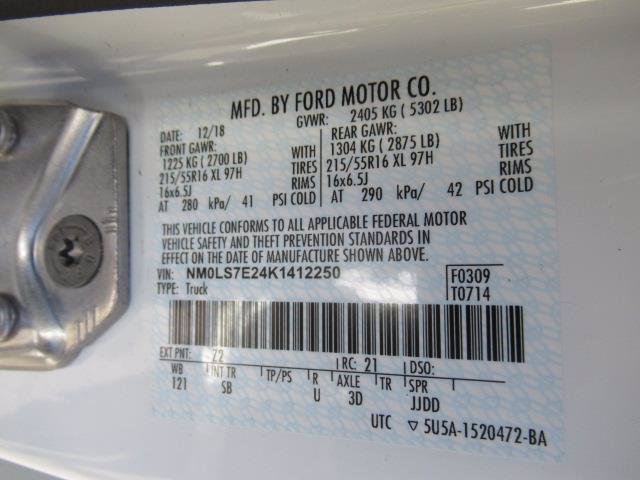 MFD. BY FORD MOTOR CO.
DATE: 12/18 GVWR: 2405 KG ( 5302 LB)
FRONT GAWR: REAR GAWR:
1225 KG ( 2700 LB) WITH 1304 KG ( 2875 LB) WITH
215/55R16 XL 97H TIRES 215/55R16 XL 97H TIRES
16x6.5J RIMS 16x6.5J RIMS
AT 280 kPa/ 41 PSI COLD AT 290 kPa/ 42 PSI COLD
THIS VEHICLE CONFORMS TO ALL APPLICABLE FEDERAL MOTOR
VEHICLE SAFETY AND THEFT PREVENTION STANDARDS IN
EFFECT ON THE DATE OF MANUFACTURE SHOWN ABOVE.
VIN: NM0LS7E24K1412250 F0309
TYPE: Truck T0714
EXT PNT: Z2 RC: 21 DSO:
WB INT TR TP/PS R AXLE TR SPR
121 SB U 3D JJDD
UTC ▽ 5U5A-1520472-BA